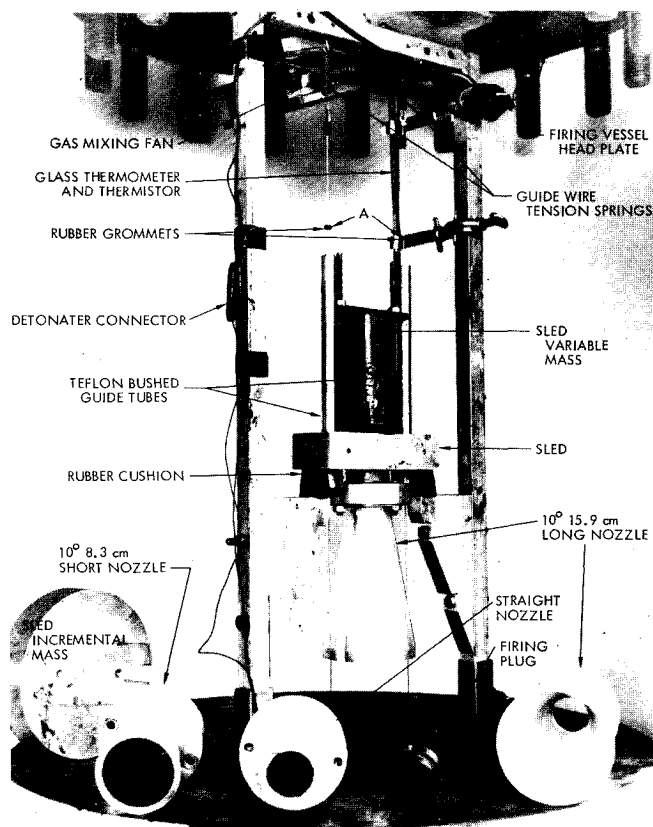 GAS MIXING FAN
GLASS THERMOMETER
AND THERMISTOR
RUBBER GROMMETS
A
DETONATER CONNECTOR
TEFLON BUSHED
GUIDE TUBES
RUBBER CUSHION
10° 8.3 cm
SHORT NOZZLE
SLED
INCREMENTAL
MASS
FIRING VESSEL
HEAD PLATE
GUIDE WIRE
TENSION SPRINGS
SLED
VARIABLE
MASS
SLED
10° 15.9 cm
LONG NOZZLE
STRAIGHT
NOZZLE
FIRING
PLUG